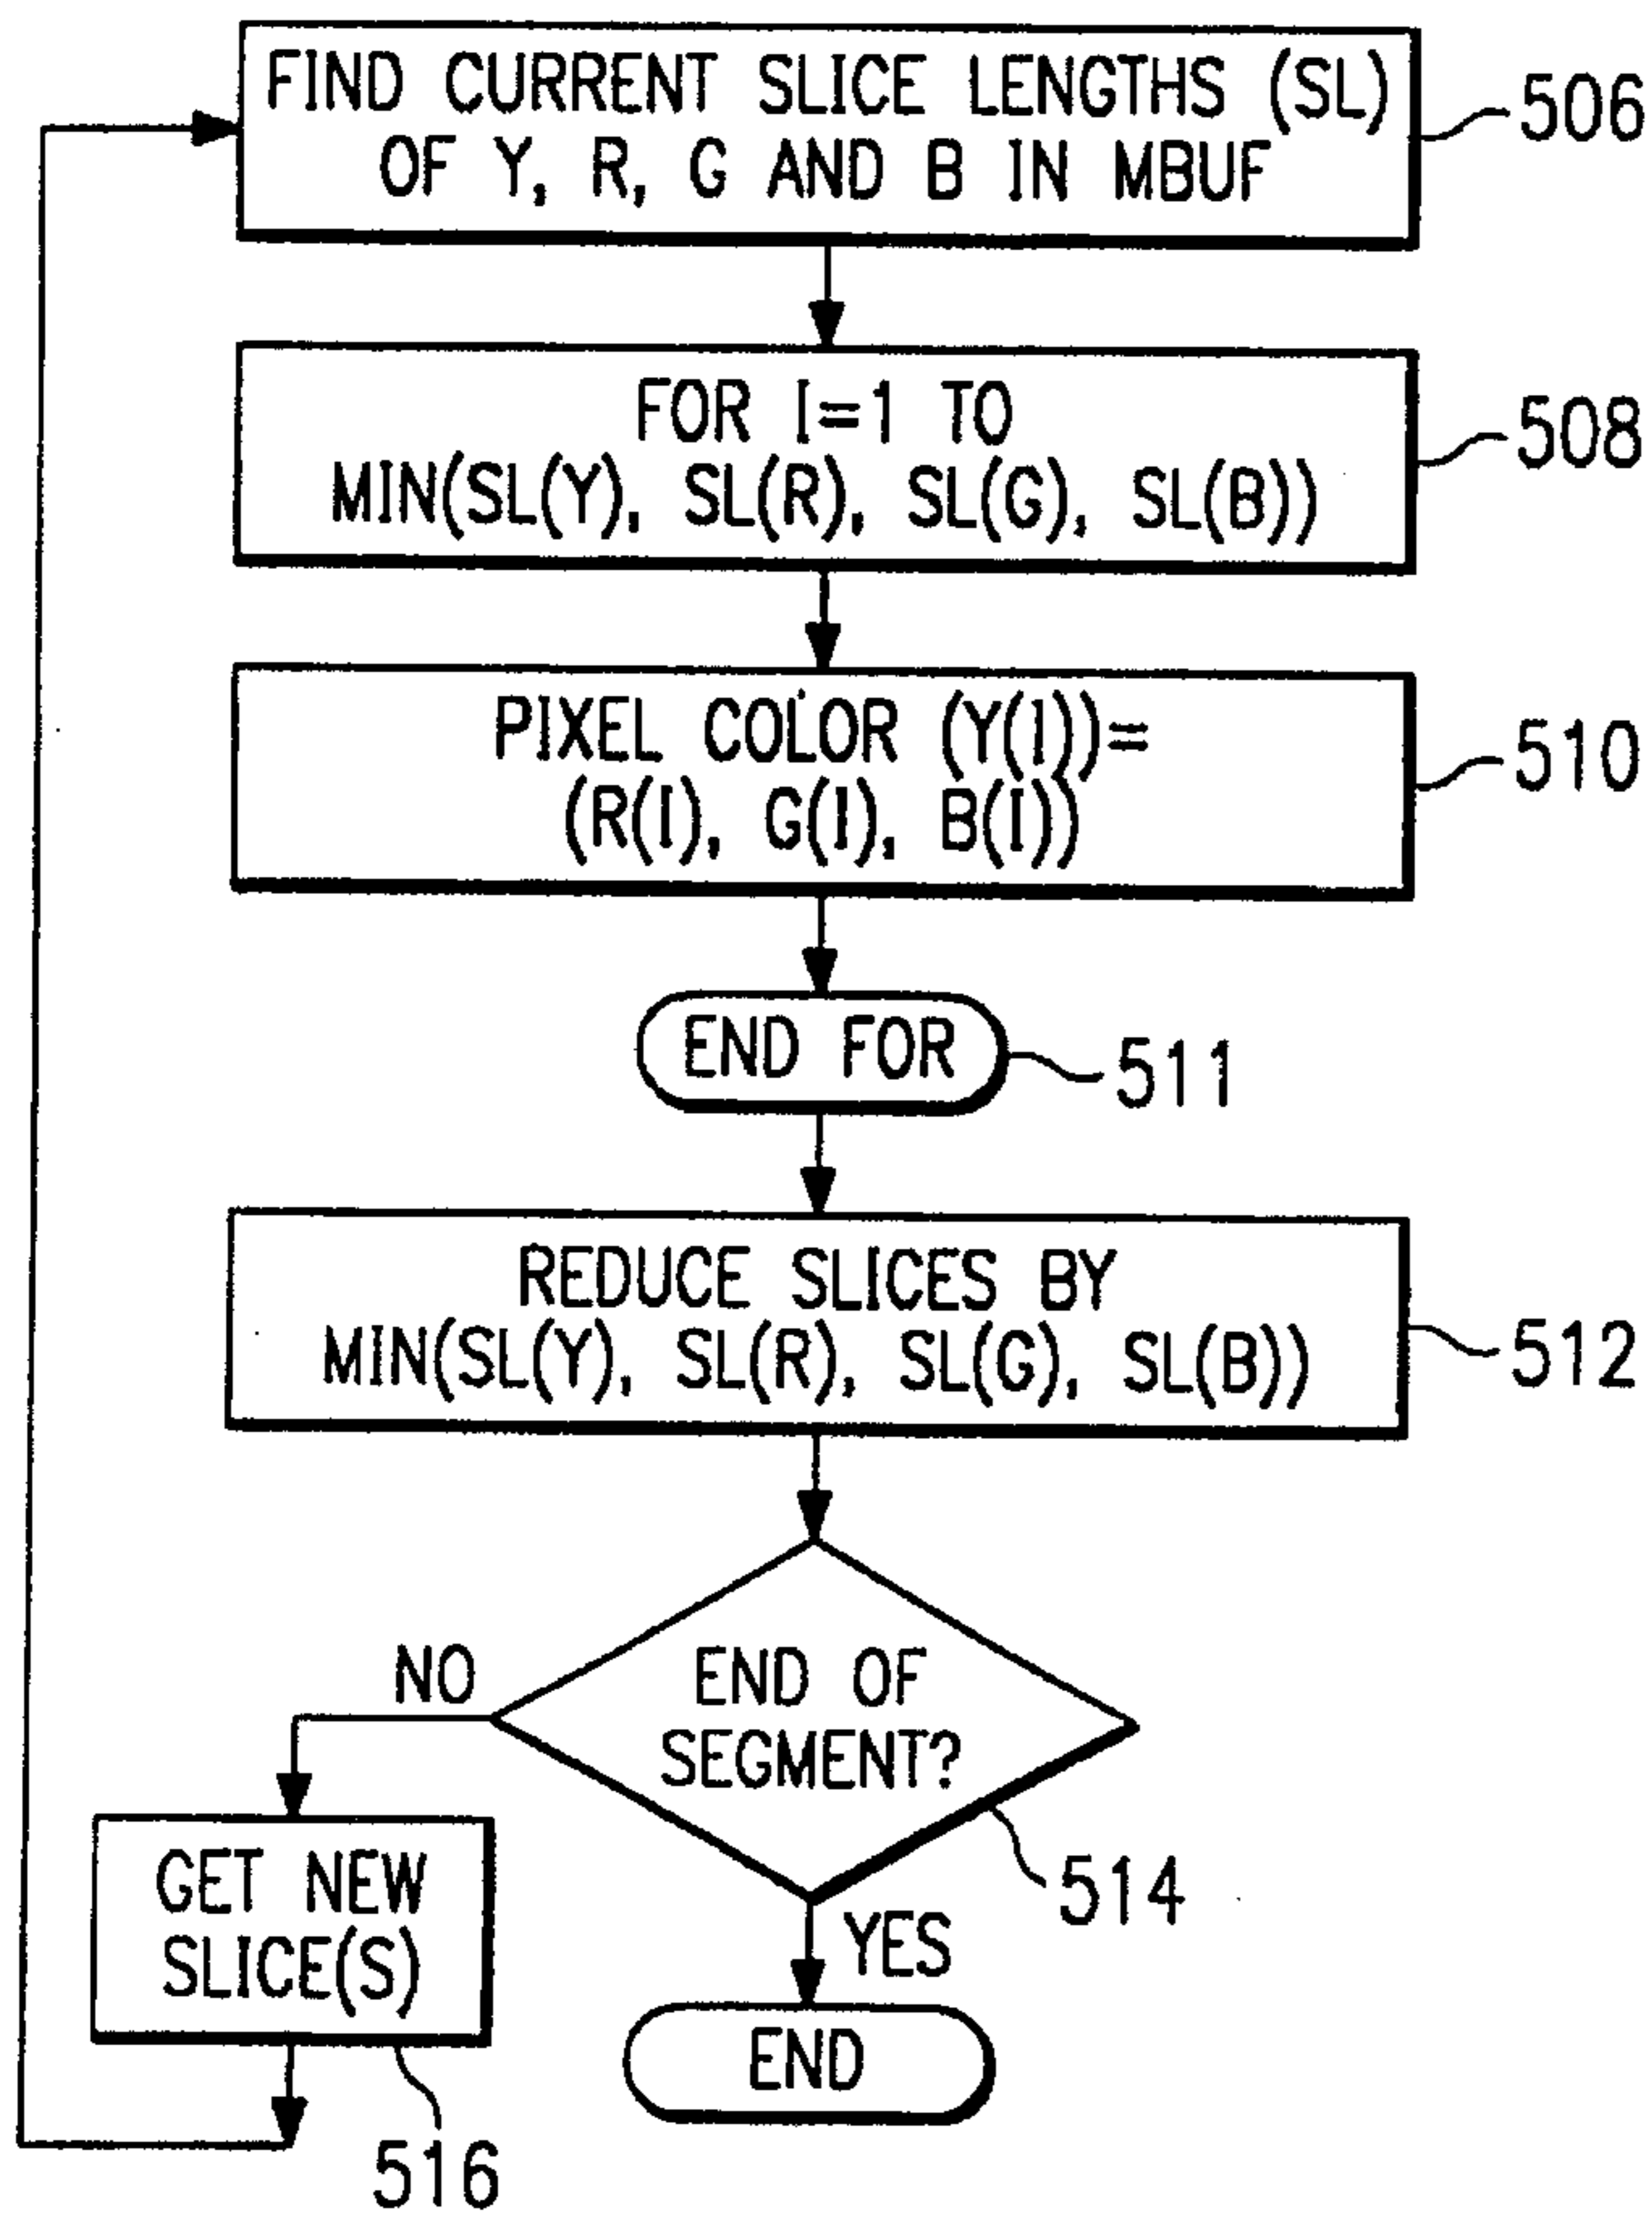 FIND CURRENT SLICE LENGTHS (SL)
OF Y, R, G AND B IN MBUF
506
FOR I=1 TO
MIN(SL(Y), SL(R), SL(G), SL(B))
508
PIXEL COLOR (Y(I))=
(R(I), G(I), B(I))
510
END FOR
511
REDUCE SLICES BY
MIN(SL(Y), SL(R), SL(G), SL(B))
512
END OF
SEGMENT?
514
NO
YES
GET NEW
SLICE(S)
516
END